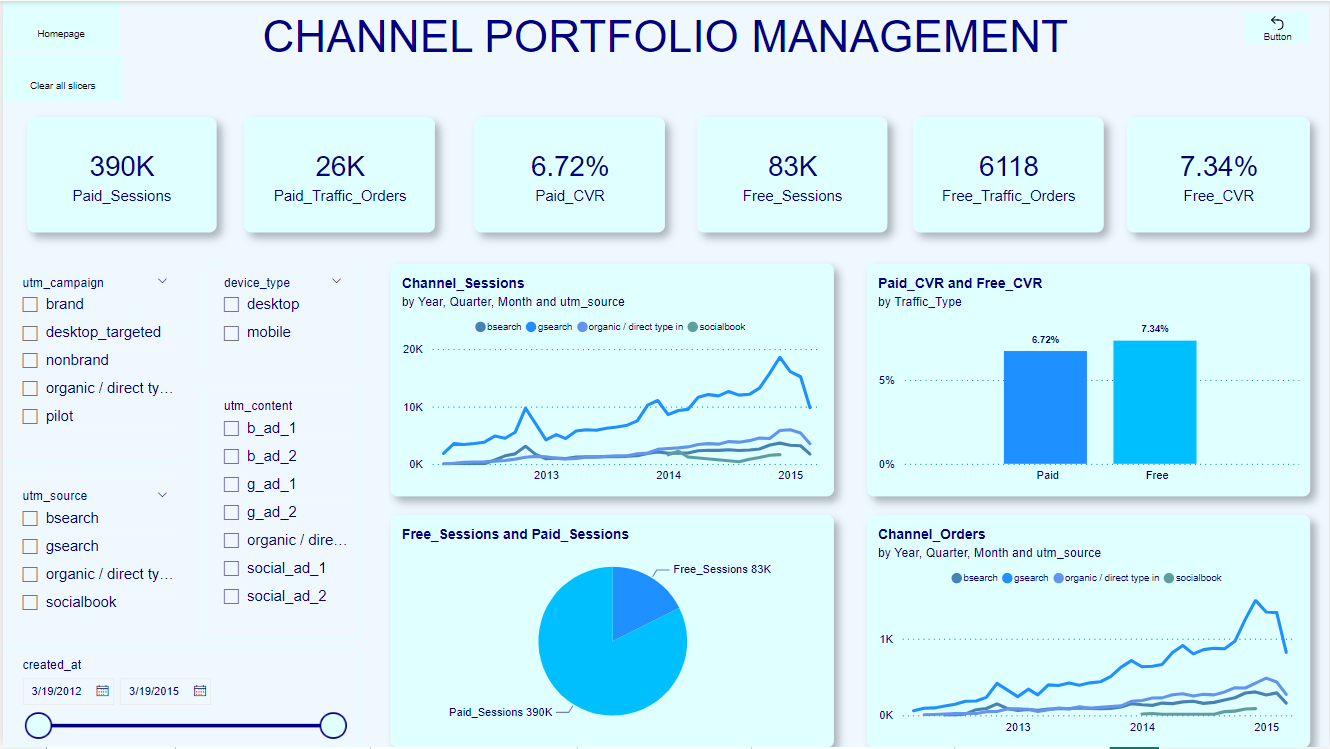 Homepage
CHANNEL PORTFOLIO MANAGEMENT
Button
Clear all slicers
390K
Paid_Sessions
26K
Paid_Traffic_Orders
6.72%
Paid_CVR
83K
Free_Sessions
6118
Free_Traffic_Orders
7.34%
Free_CVR
utm_campaign
brand
desktop_targeted
nonbrand
organic / direct ty…
pilot
utm_source
bsearch
gsearch
organic / direct ty…
socialbook
device_type
desktop
mobile
utm_content
b_ad_1
b_ad_2
g_ad_1
g_ad_2
organic / dire…
social_ad_1
social_ad_2
created_at
3/19/2012 3/19/2015
Channel_Sessions
by Year, Quarter, Month and utm_source
bsearch gsearch organic / direct type in socialbook
20K
10K
0K
2013 2014 2015
Paid_CVR and Free_CVR
by Traffic_Type
6.72% 7.34%
5%
0%
Paid Free
Free_Sessions and Paid_Sessions
Free_Sessions 83K
Paid_Sessions 390K
Channel_Orders
by Year, Quarter, Month and utm_source
bsearch gsearch organic / direct type in socialbook
1K
0K
2013 2014 2015